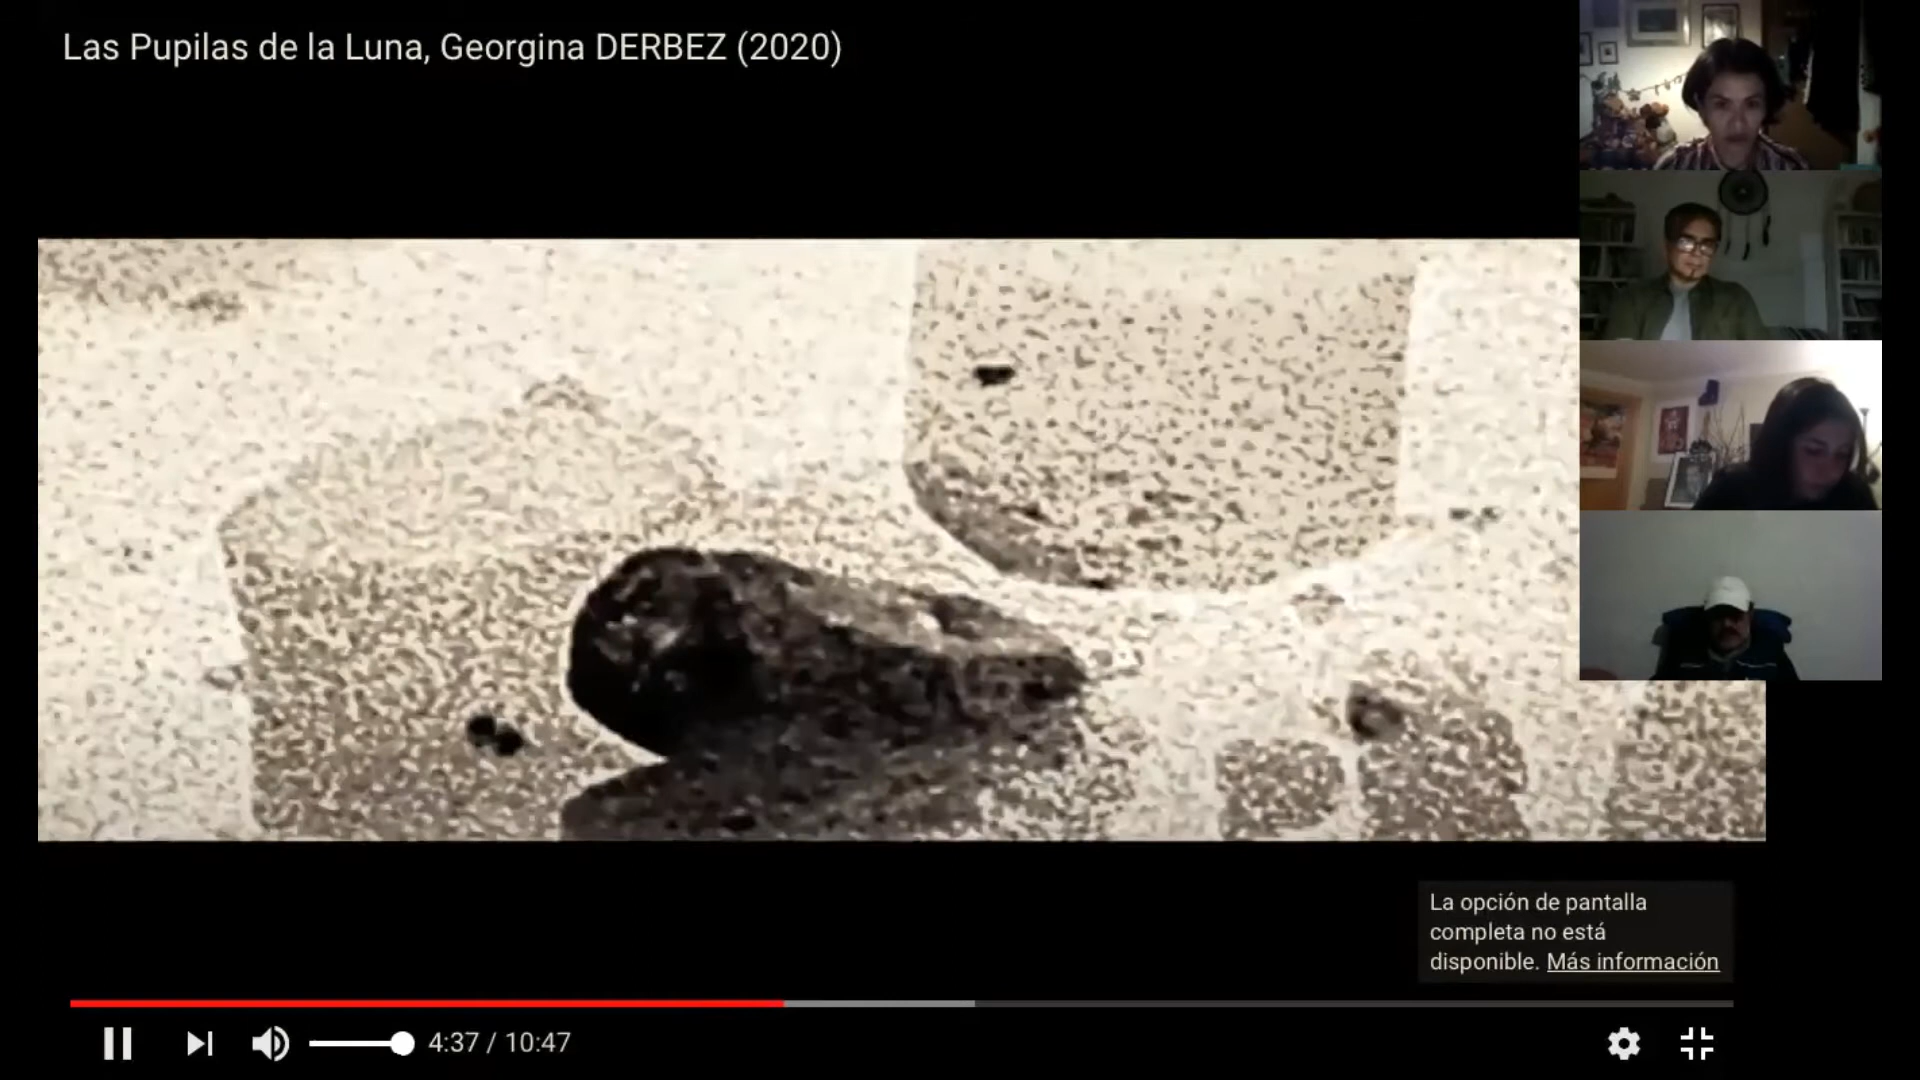 Las Pupilas de la Luna, Georgina DERBEZ (2020)
La opción de pantalla
completa no está
disponible. Más información
4:37 / 10:47